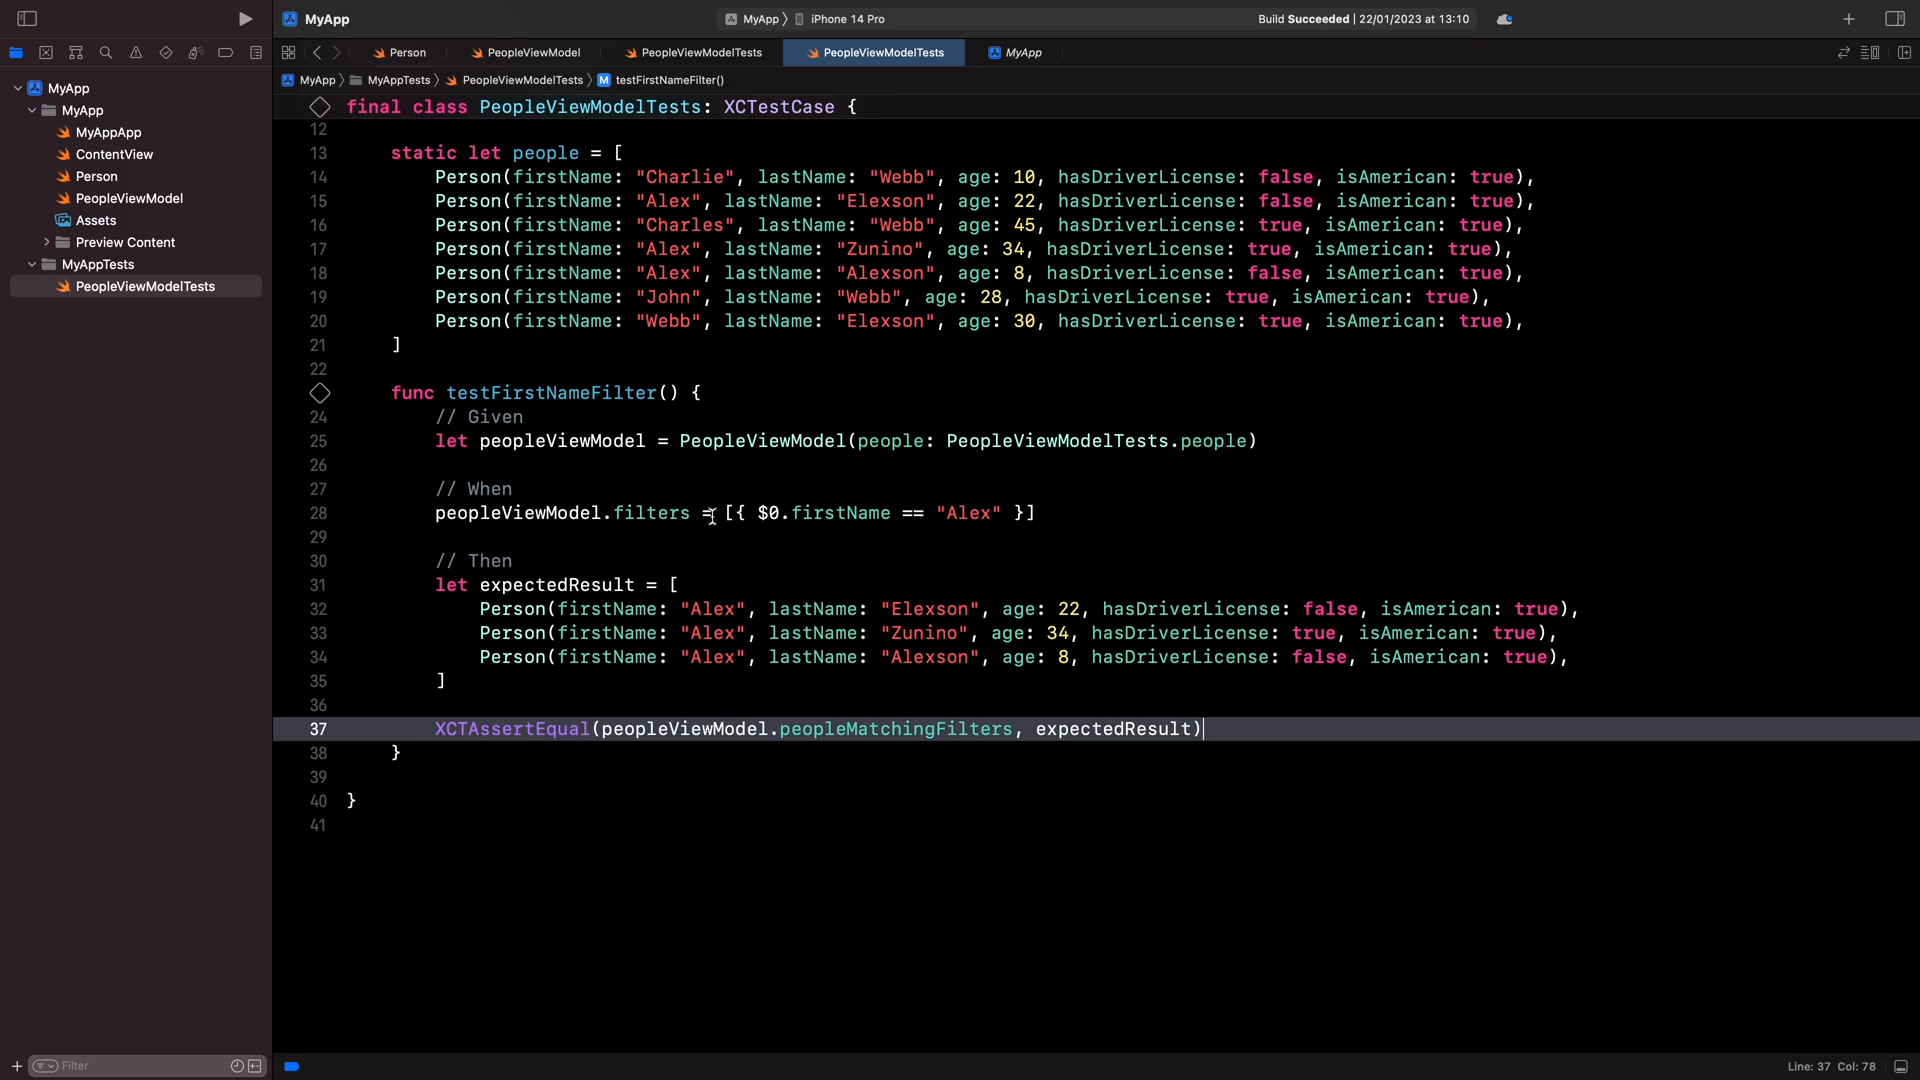 MyApp
MyApp 〉 iPhone 14 Pro
Build Succeeded | 22/01/2023 at 13:10
Person
PeopleViewModel
PeopleViewModelTests
PeopleViewModelTests
MyApp
MyApp 〉 MyAppTests 〉 PeopleViewModelTests 〉 M testFirstNameFilter()
MyApp
MyApp
MyAppApp
ContentView
Person
PeopleViewModel
Assets
Preview Content
MyAppTests
PeopleViewModelTests
final class PeopleViewModelTests: XCTestCase {
12
13 static let people = [
14 Person(firstName: "Charlie", lastName: "Webb", age: 10, hasDriverLicense: false, isAmerican: true),
15 Person(firstName: "Alex", lastName: "Elexson", age: 22, hasDriverLicense: false, isAmerican: true),
16 Person(firstName: "Charles", lastName: "Webb", age: 45, hasDriverLicense: true, isAmerican: true),
17 Person(firstName: "Alex", lastName: "Zunino", age: 34, hasDriverLicense: true, isAmerican: true),
18 Person(firstName: "Alex", lastName: "Alexson", age: 8, hasDriverLicense: false, isAmerican: true),
19 Person(firstName: "John", lastName: "Webb", age: 28, hasDriverLicense: true, isAmerican: true),
20 Person(firstName: "Webb", lastName: "Elexson", age: 30, hasDriverLicense: true, isAmerican: true),
21 ]
22
func testFirstNameFilter() {
24 // Given
25 let peopleViewModel = PeopleViewModel(people: PeopleViewModelTests.people)
26
27 // When
28 peopleViewModel.filters = [{ $0.firstName == "Alex" }]
29
30 // Then
31 let expectedResult = [
32 Person(firstName: "Alex", lastName: "Elexson", age: 22, hasDriverLicense: false, isAmerican: true),
33 Person(firstName: "Alex", lastName: "Zunino", age: 34, hasDriverLicense: true, isAmerican: true),
34 Person(firstName: "Alex", lastName: "Alexson", age: 8, hasDriverLicense: false, isAmerican: true),
35 ]
36
37 XCTAssertEqual(peopleViewModel.peopleMatchingFilters, expectedResult)
38 }
39
40 }
41
Filter
Line: 37 Col: 78